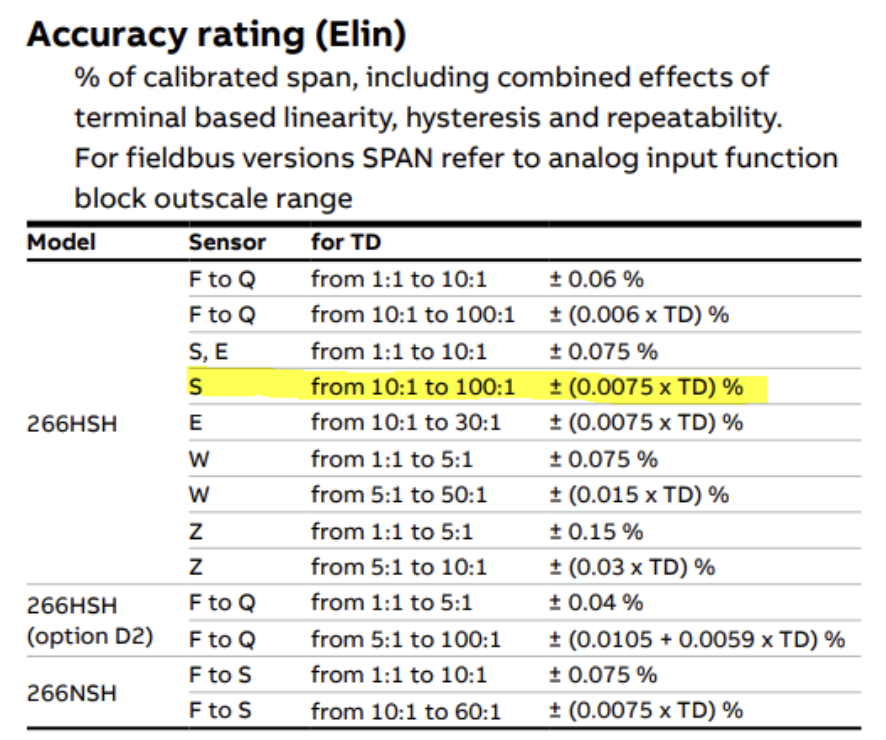 Accuracy rating (Elin)
% of calibrated span, including combined effects of
terminal based linearity, hysteresis and repeatability.
For fieldbus versions SPAN refer to analog input function
block outscale range
Model Sensor for TD
266HSH
F to Q from 1:1 to 10:1 ± 0.06 %
F to Q from 10:1 to 100:1 ± (0.006 x TD) %
S, E from 1:1 to 10:1 ± 0.075 %
S from 10:1 to 100:1 ± (0.0075 x TD) %
E from 10:1 to 30:1 ± (0.0075 x TD) %
W from 1:1 to 5:1 ± 0.075 %
W from 5:1 to 50:1 ± (0.015 x TD) %
Z from 1:1 to 5:1 ± 0.15 %
Z from 5:1 to 10:1 ± (0.03 x TD) %
266HSH
(option D2)
F to Q from 1:1 to 5:1 ± 0.04 %
F to Q from 5:1 to 100:1 ± (0.0105 + 0.0059 x TD) %
266NSH
F to S from 1:1 to 10:1 ± 0.075 %
F to S from 10:1 to 60:1 ± (0.0075 x TD) %